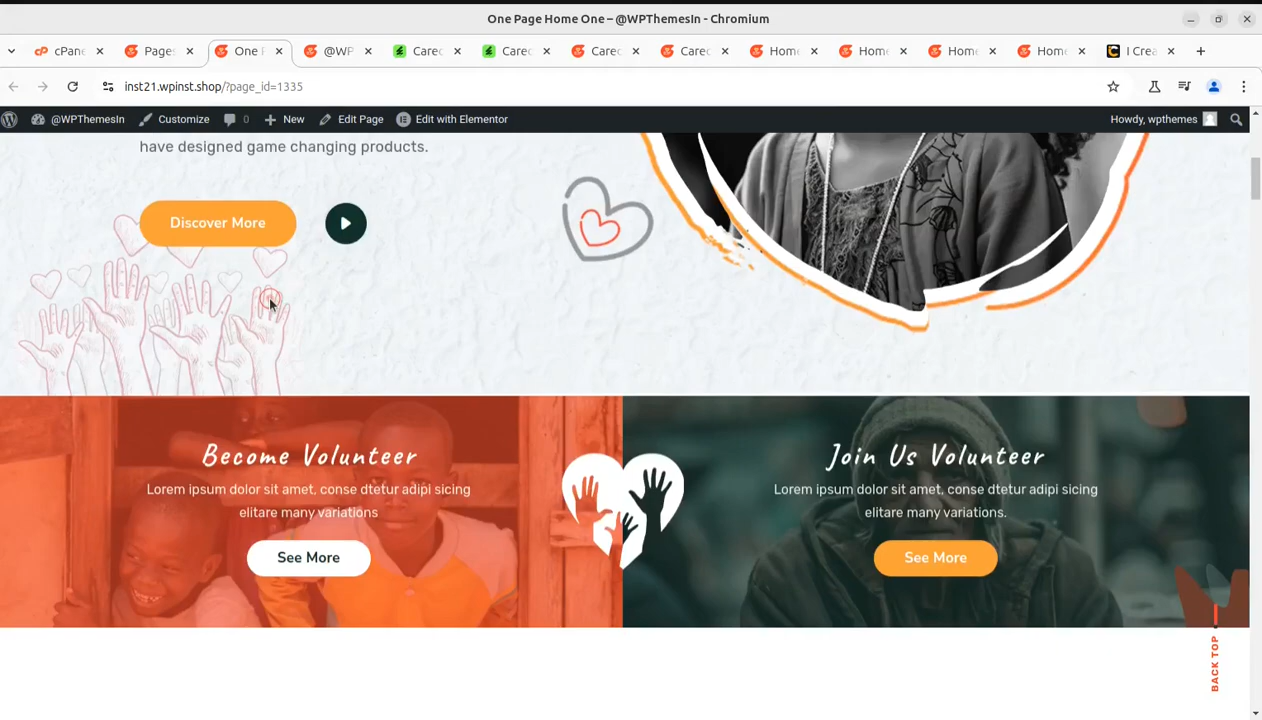 One Page Home One – @WPThemesIn - Chromium
cPane
Pages
One P
@WP
Carec
Carec
Carec
Carec
Home
Home
Home
Home
I Crea
inst21.wpinst.shop/?page_id=1335
@WPThemesIn
Customize
0
New
Edit Page
Edit with Elementor
Howdy, wpthemes
have designed game changing products.
Discover More
Become Volunteer
Lorem ipsum dolor sit amet, conse dtetur adipi sicing
elitare many variations
See More
Join Us Volunteer
Lorem ipsum dolor sit amet, conse dtetur adipi sicing
elitare many variations.
See More
BACK TOP